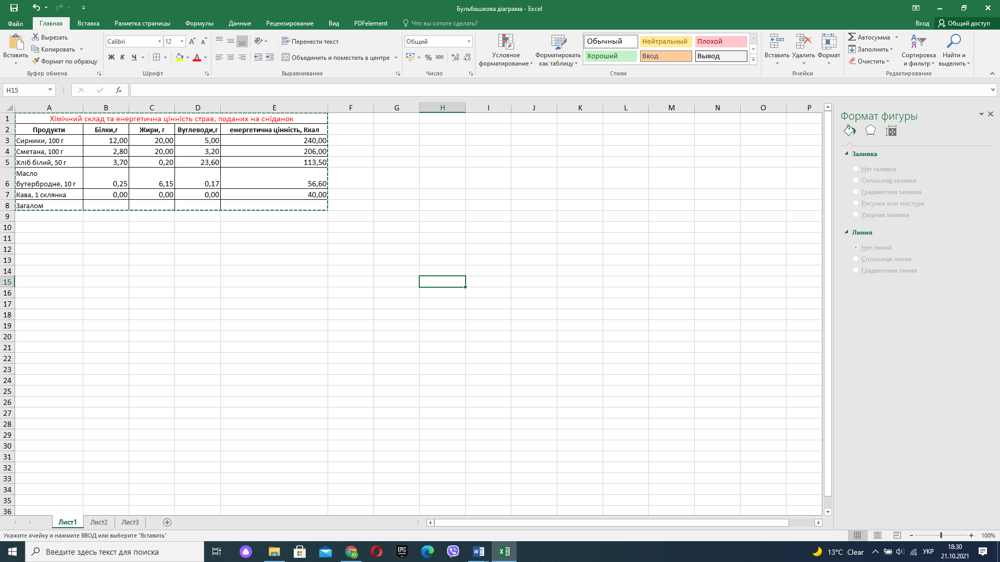 Бульбашкова діаграма - Excel
Файл Главная Вставка Разметка страницы Формулы Данные Рецензирование Вид PDFelement Что вы хотите сделать? Вход Общий доступ
Вставить
Вырезать
Копировать
Формат по образцу
Буфер обмена
Calibri 12
Ж К Ч
Шрифт
Перенести текст
Объединить и поместить в центре
Выравнивание
Общий
% 000
Число
Условное форматирование
Форматировать как таблицу
Обычный Нейтральный Плохой
Хороший Ввод Вывод
Стили
Вставить Удалить Формат
Ячейки
Автосумма
Заполнить
Очистить
Сортировка и фильтр
Найти и выделить
Редактирование
H15 fx
A B C D E F G H I J K L M N O P
1 Хімічний склад та енергетична цінність страв, поданих на сніданок
2 Продукти Білки,г Жири, г Вуглеводи,г енергетична цінність, Ккал
3 Сирники, 100 г 12,00 20,00 5,00 240,00
4 Сметана, 100 г 2,80 20,00 3,20 206,00
5 Хліб білий, 50 г 3,70 0,20 23,60 113,50
Масло
6 бутербродне, 10 г 0,25 6,15 0,17 56,60
7 Кава, 1 склянка 0,00 0,00 0,00 40,00
8 Загалом
9
10
11
12
13
14
15
16
17
18
19
20
21
22
23
24
25
26
27
28
29
30
31
32
33
34
35
36
Формат фигуры
Заливка
Нет заливки
Сплошная заливка
Градиентная заливка
Рисунок или текстура
Узорная заливка
Линия
Нет линий
Сплошная линия
Градиентная линия
Лист1 Лист2 Лист3
Укажите ячейку и нажмите ВВОД или выберите "Вставить"
100%
Введите здесь текст для поиска
EPIC GAMES
13°C Clear
УКР
18:30
21.10.2021